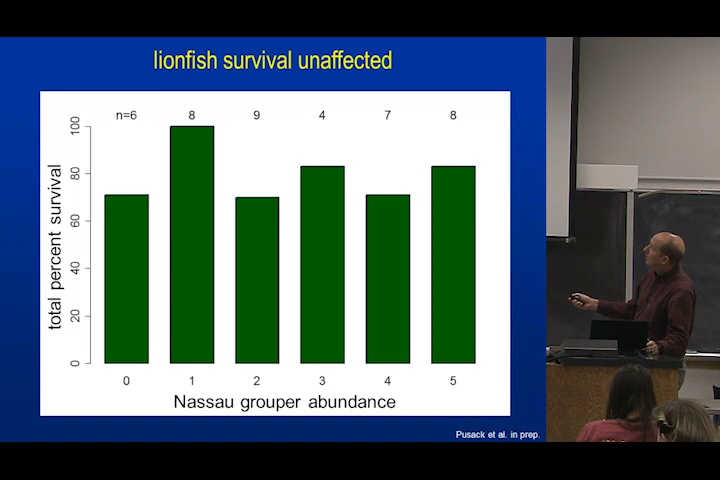 lionfish survival unaffected
n=6 8 9 4 7 8
100
80
60
40
20
0
total percent survival
0 1 2 3 4 5
Nassau grouper abundance
Pusack et al. in prep.